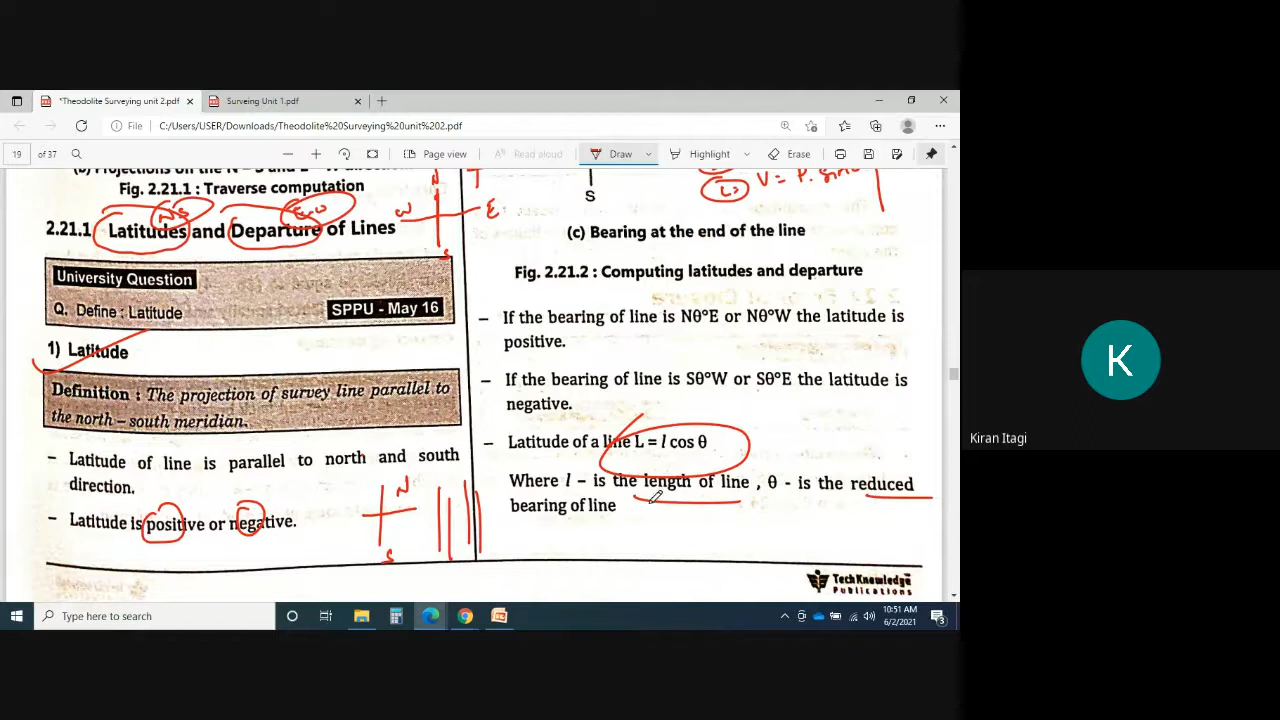 *Theodolite Surveying unit 2.pdf
Surveing Unit 1.pdf
File
C:/Users/USER/Downloads/Theodolite%20Surveying%20unit%202.pdf
19 of 37
Page view
Read aloud
Draw
Highlight
Erase
Fig. 2.21.1 : Traverse computation
2.21.1 Latitudes and Departure of Lines
N
S
W
E
University Question
Q. Define : Latitude
SPPU - May 16
1) Latitude
Definition : The projection of survey line parallel to
the north – south meridian.
– Latitude of line is parallel to north and south
direction.
– Latitude is positive or negative.
N
S
S
(c) Bearing at the end of the line
Fig. 2.21.2 : Computing latitudes and departure
– If the bearing of line is Nθ°E or Nθ°W the latitude is
positive.
– If the bearing of line is Sθ°W or Sθ°E the latitude is
negative.
– Latitude of a line L = l cos θ
Where l – is the length of line , θ - is the reduced
bearing of line
TechKnowledge
Publications
Type here to search
10:51 AM
6/2/2021
3
K
Kiran Itagi